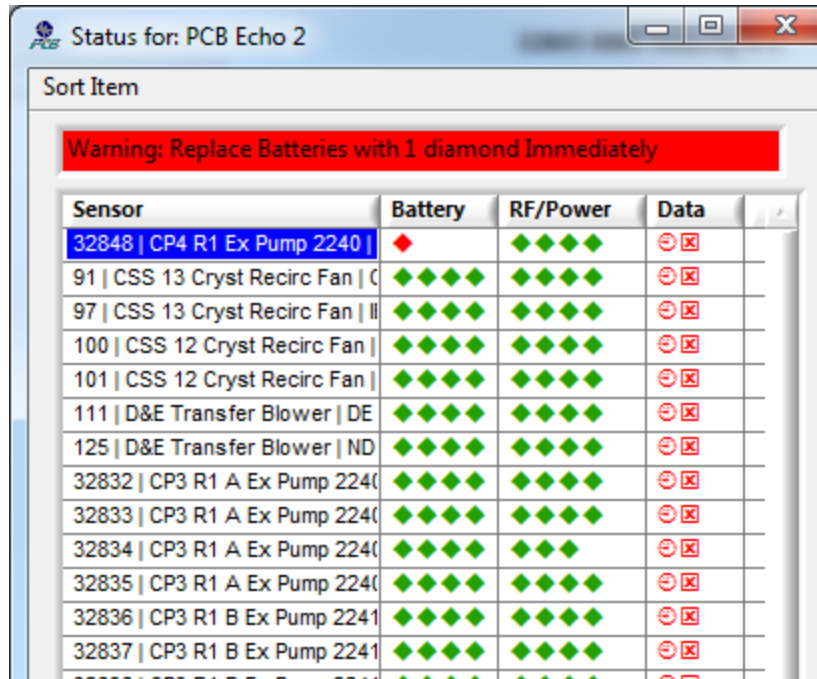 PCB Status for: PCB Echo 2
Sort Item
Warning: Replace Batteries with 1 diamond Immediately
Sensor Battery RF/Power Data
32848 | CP4 R1 Ex Pump 2240 |
91 | CSS 13 Cryst Recirc Fan |
97 | CSS 13 Cryst Recirc Fan |
100 | CSS 12 Cryst Recirc Fan |
101 | CSS 12 Cryst Recirc Fan |
111 | D&E Transfer Blower | DE
125 | D&E Transfer Blower | ND
32832 | CP3 R1 A Ex Pump 224
32833 | CP3 R1 A Ex Pump 224
32834 | CP3 R1 A Ex Pump 224
32835 | CP3 R1 A Ex Pump 224
32836 | CP3 R1 B Ex Pump 2241
32837 | CP3 R1 B Ex Pump 2241